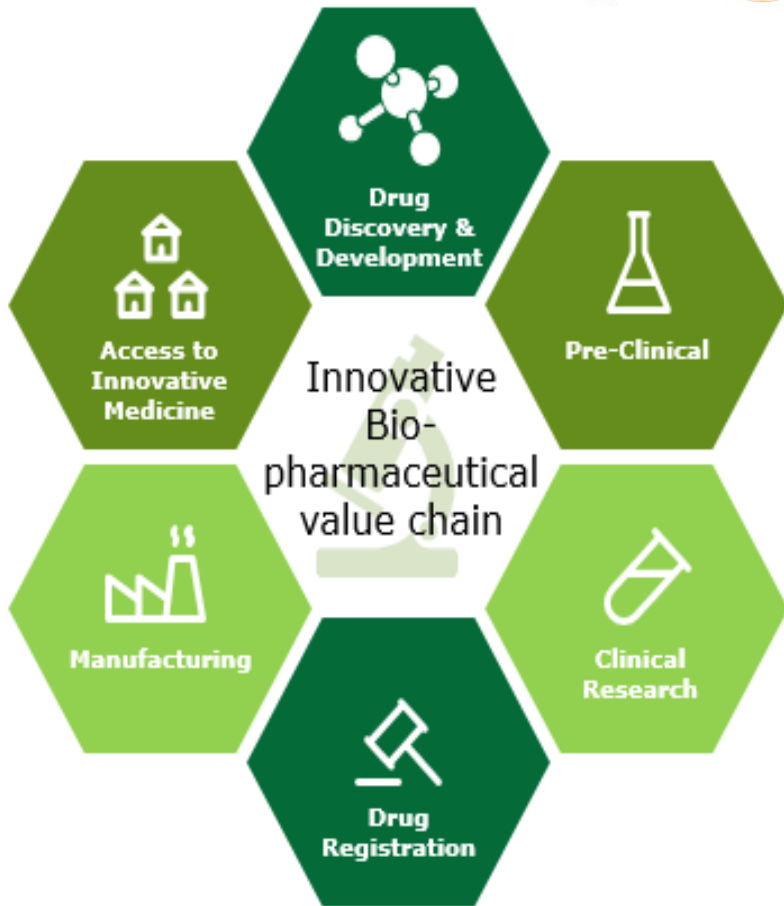 Drug
Discovery &
Development
Pre-Clinical
Clinical
Research
Drug
Registration
Manufacturing
Access to
Innovative
Medicine
Innovative
Bio-
pharmaceutical
value chain